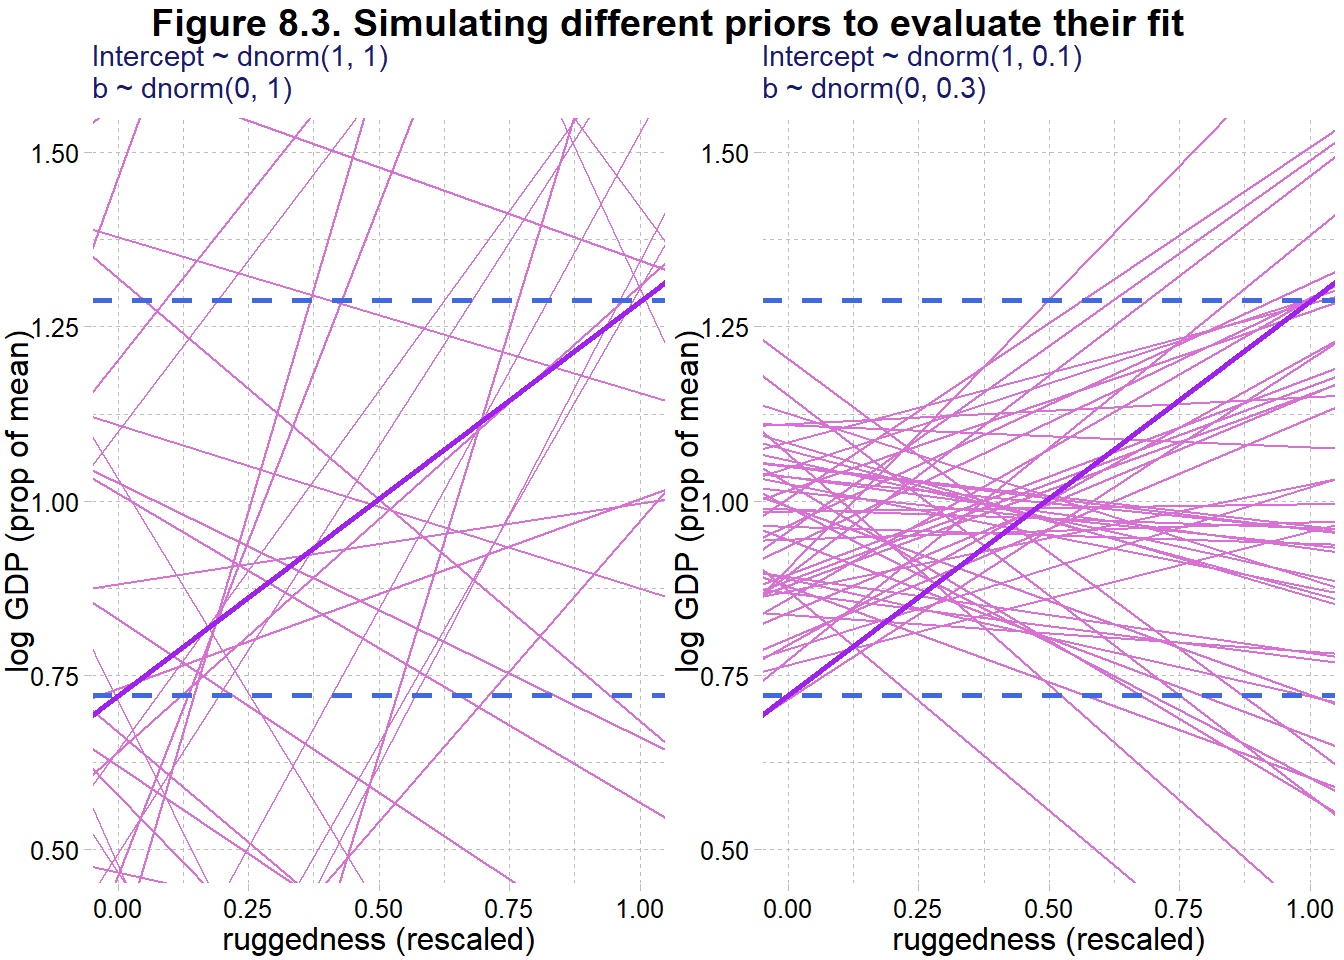 Figure 8.3. Simulating different priors to evaluate their fit
Intercept ~ dnorm(1, 1)
b ~ dnorm(0, 1)
log GDP (prop of mean)
1.50
1.25
1.00
0.75
0.50
0.00 0.25 0.50 0.75 1.00
ruggedness (rescaled)
Intercept ~ dnorm(1, 0.1)
b ~ dnorm(0, 0.3)
log GDP (prop of mean)
1.50
1.25
1.00
0.75
0.50
0.00 0.25 0.50 0.75 1.00
ruggedness (rescaled)